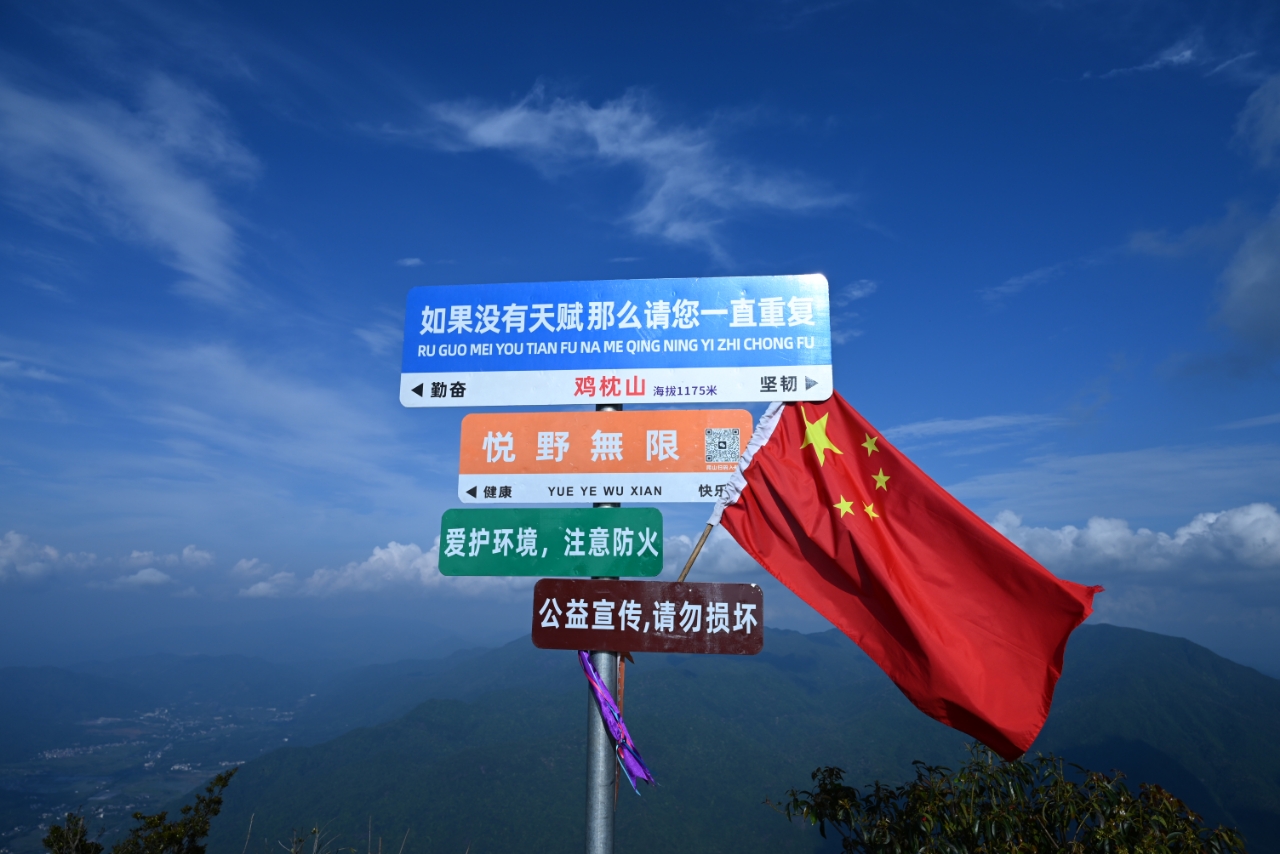 如果没有天赋那么请您一直重复
RU GUO MEI YOU TIAN FU NA ME QING NING YI ZHI CHONG FU
勤奋 鸡枕山 海拔1175米 坚韧
悦野無限
健康 YUE YE WU XIAN 快乐
爱护环境，注意防火
公益宣传,请勿损坏